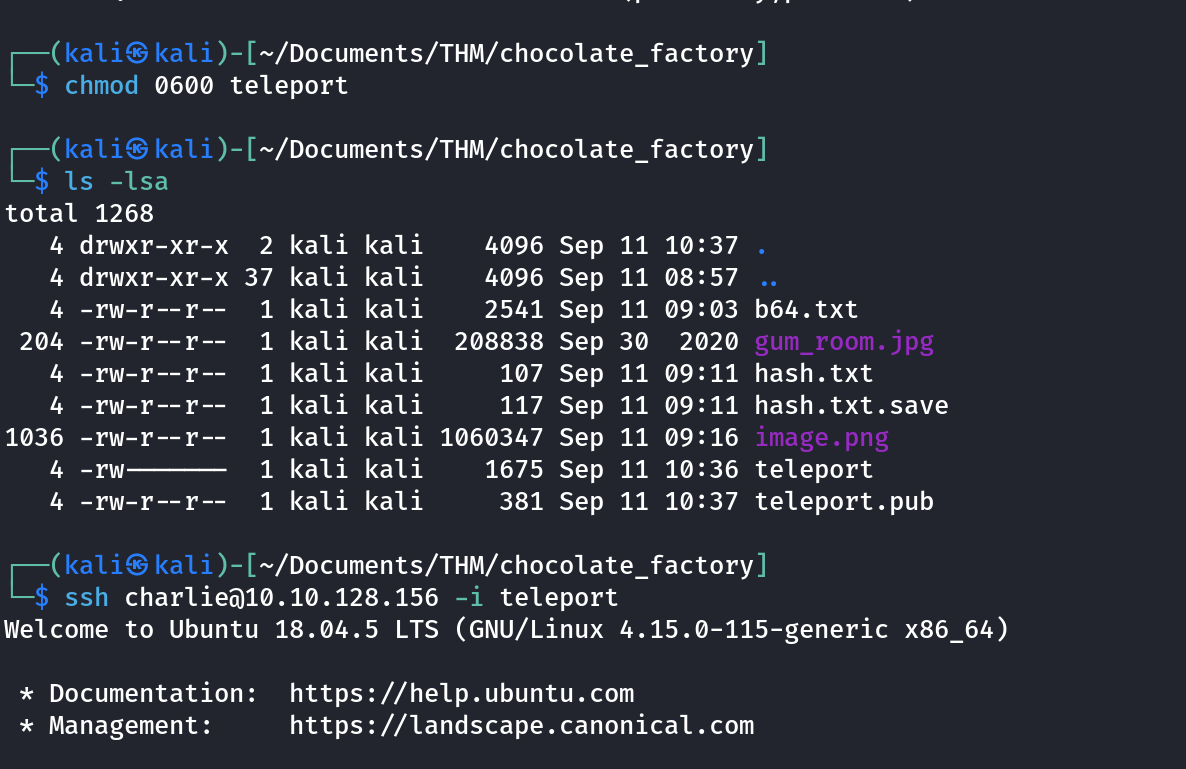 ┌──(kali㉿kali)-[~/Documents/THM/chocolate_factory]
└─$ chmod 0600 teleport
┌──(kali㉿kali)-[~/Documents/THM/chocolate_factory]
└─$ ls -lsa
total 1268
   4 drwxr-xr-x  2 kali kali    4096 Sep 11 10:37 .
   4 drwxr-xr-x 37 kali kali    4096 Sep 11 08:57 ..
   4 -rw-r--r--  1 kali kali    2541 Sep 11 09:03 b64.txt
 204 -rw-r--r--  1 kali kali  208838 Sep 30  2020 gum_room.jpg
   4 -rw-r--r--  1 kali kali     107 Sep 11 09:11 hash.txt
   4 -rw-r--r--  1 kali kali     117 Sep 11 09:11 hash.txt.save
1036 -rw-r--r--  1 kali kali 1060347 Sep 11 09:16 image.png
   4 -rw-------  1 kali kali    1675 Sep 11 10:36 teleport
   4 -rw-r--r--  1 kali kali     381 Sep 11 10:37 teleport.pub
┌──(kali㉿kali)-[~/Documents/THM/chocolate_factory]
└─$ ssh charlie@10.10.128.156 -i teleport
Welcome to Ubuntu 18.04.5 LTS (GNU/Linux 4.15.0-115-generic x86_64)
 * Documentation:  https://help.ubuntu.com
 * Management:     https://landscape.canonical.com